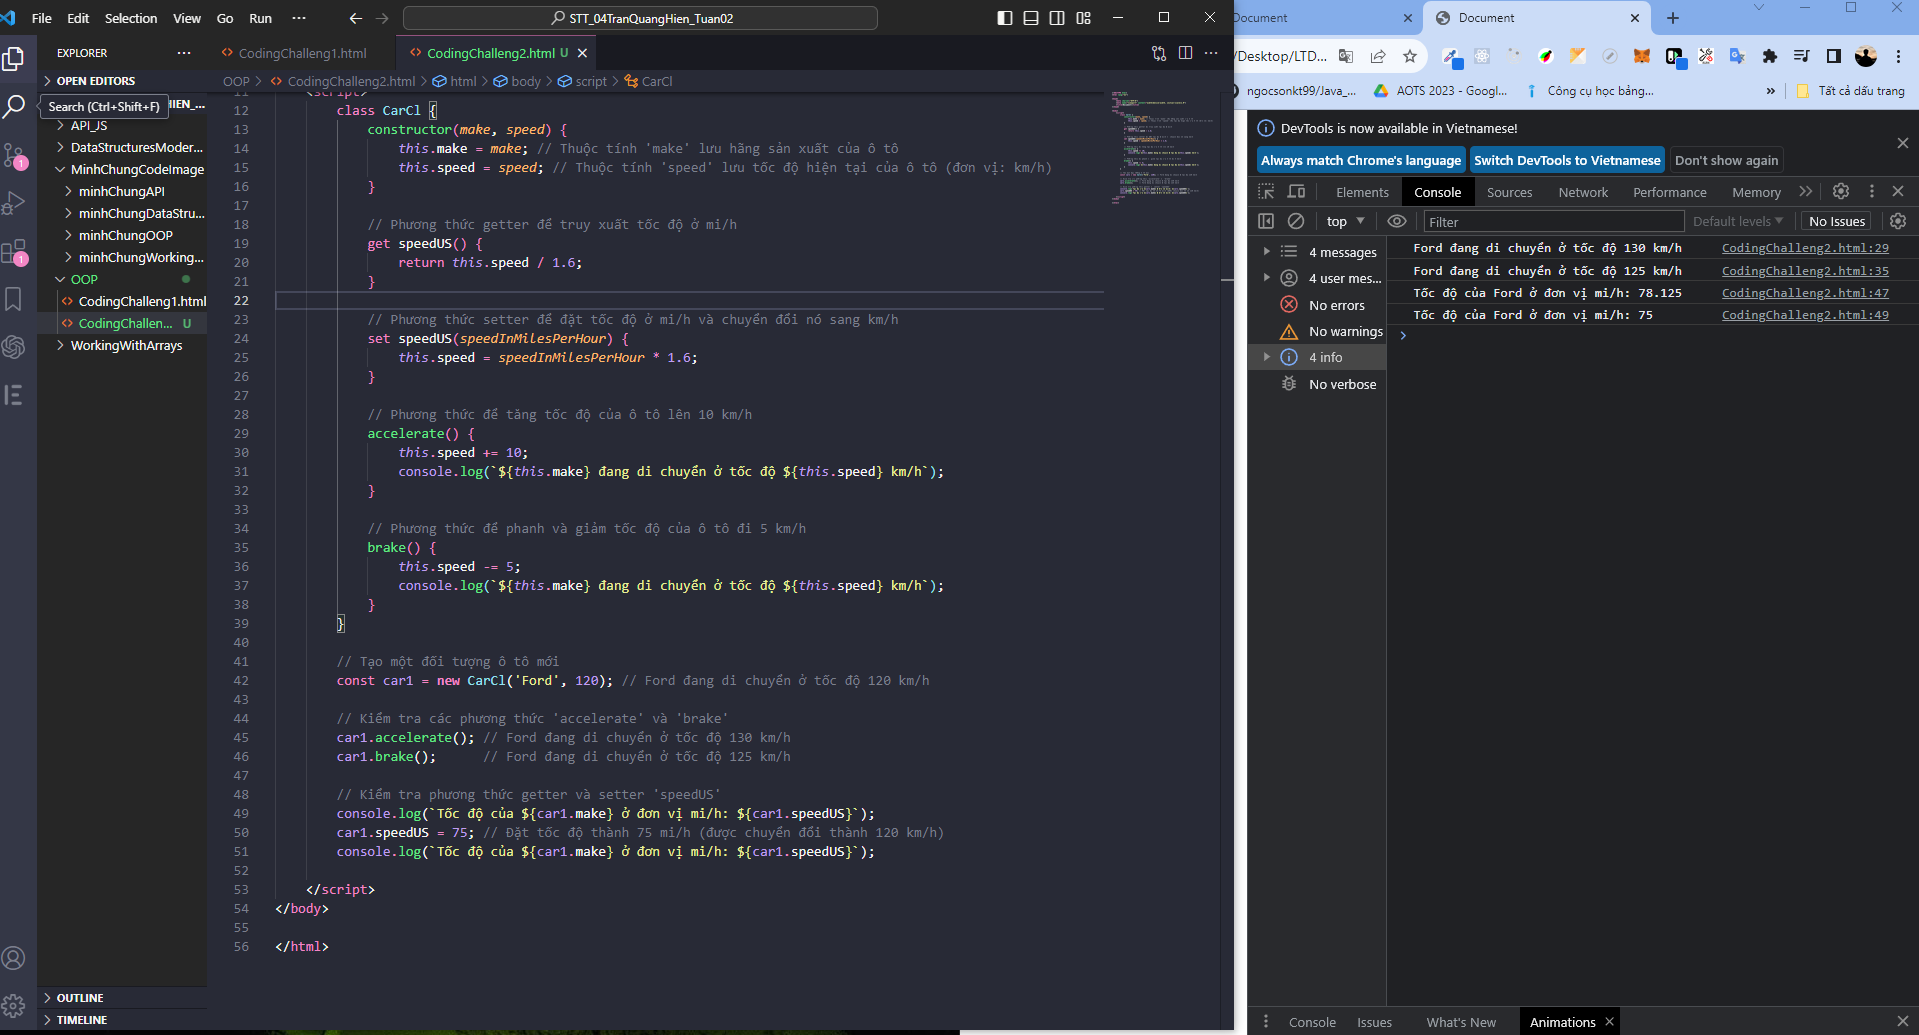 File Edit Selection View Go Run ··· STT_04TranQuangHien_Tuan02
EXPLORER ···
OPEN EDITORS
Search (Ctrl+Shift+F)
HIEN_...
API_JS
DataStructuresModer...
MinhChungCodeImage
minhChungAPI
minhChungDataStru...
minhChungOOP
minhChungWorking...
OOP
CodingChalleng1.html
CodingChallen... U
WorkingWithArrays
OUTLINE
TIMELINE
1
1
CodingChalleng1.html CodingChalleng2.html U
OOP > CodingChalleng2.html > html > body > script > CarCl
11 <script>
12 class CarCl {
13 constructor(make, speed) {
14 this.make = make; // Thuộc tính 'make' lưu hãng sản xuất của ô tô
15 this.speed = speed; // Thuộc tính 'speed' lưu tốc độ hiện tại của ô tô (đơn vị: km/h)
16 }
17
18 // Phương thức getter để truy xuất tốc độ ở mi/h
19 get speedUS() {
20 return this.speed / 1.6;
21 }
22
23 // Phương thức setter để đặt tốc độ ở mi/h và chuyển đổi nó sang km/h
24 set speedUS(speedInMilesPerHour) {
25 this.speed = speedInMilesPerHour * 1.6;
26 }
27
28 // Phương thức để tăng tốc độ của ô tô lên 10 km/h
29 accelerate() {
30 this.speed += 10;
31 console.log(`${this.make} đang di chuyển ở tốc độ ${this.speed} km/h`);
32 }
33
34 // Phương thức để phanh và giảm tốc độ của ô tô đi 5 km/h
35 brake() {
36 this.speed -= 5;
37 console.log(`${this.make} đang di chuyển ở tốc độ ${this.speed} km/h`);
38 }
39 }
40
41 // Tạo một đối tượng ô tô mới
42 const car1 = new CarCl('Ford', 120); // Ford đang di chuyển ở tốc độ 120 km/h
43
44 // Kiểm tra các phương thức 'accelerate' và 'brake'
45 car1.accelerate(); // Ford đang di chuyển ở tốc độ 130 km/h
46 car1.brake(); // Ford đang di chuyển ở tốc độ 125 km/h
47
48 // Kiểm tra phương thức getter và setter 'speedUS'
49 console.log(`Tốc độ của ${car1.make} ở đơn vị mi/h: ${car1.speedUS}`);
50 car1.speedUS = 75; // Đặt tốc độ thành 75 mi/h (được chuyển đổi thành 120 km/h)
51 console.log(`Tốc độ của ${car1.make} ở đơn vị mi/h: ${car1.speedUS}`);
52
53 </script>
54 </body>
55
56 </html>
Document Document
/Desktop/LTD...
ngocsonkt99/Java_... AOTS 2023 - Googl... Công cụ học bảng... » Tất cả dấu trang
DevTools is now available in Vietnamese!
Always match Chrome's language Switch DevTools to Vietnamese Don't show again
Elements Console Sources Network Performance Memory
top Filter Default levels No Issues
4 messages
4 user mes...
No errors
No warnings
4 info
No verbose
Ford đang di chuyển ở tốc độ 130 km/h CodingChalleng2.html:29
Ford đang di chuyển ở tốc độ 125 km/h CodingChalleng2.html:35
Tốc độ của Ford ở đơn vị mi/h: 78.125 CodingChalleng2.html:47
Tốc độ của Ford ở đơn vị mi/h: 75 CodingChalleng2.html:49
Console Issues What's New Animations